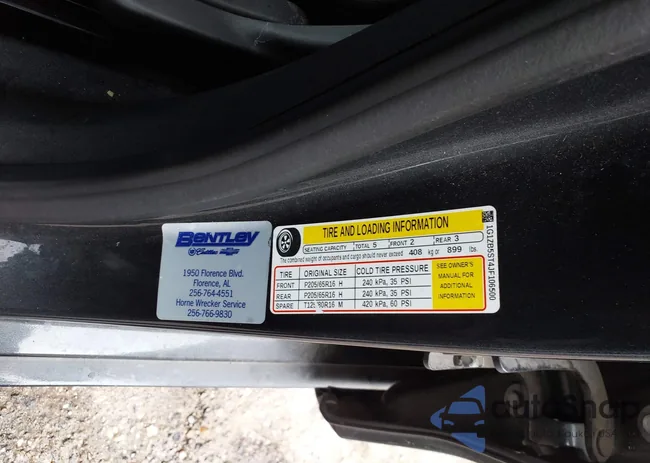 BENTLEY
Cadillac
1950 Florence Blvd.
Florence, AL
256-764-4551
Home Wrecker Service
256-766-9830
TIRE AND LOADING INFORMATION
SEATING CAPACITY TOTAL 5 FRONT 2 REAR 3
The combined weight of occupants and cargo should never exceed 408 kg or 899 lbs.
TIRE ORIGINAL SIZE COLD TIRE PRESSURE
FRONT P205/65R16 H 240 kPa, 35 PSI
REAR P205/65R16 H 240 kPa, 35 PSI
SPARE 16 M 420 kPa, 60 PSI
SEE OWNER'S
MANUAL FOR
ADDITIONAL
INFORMATION
1G1ZB5ST4JF106500
autoShop